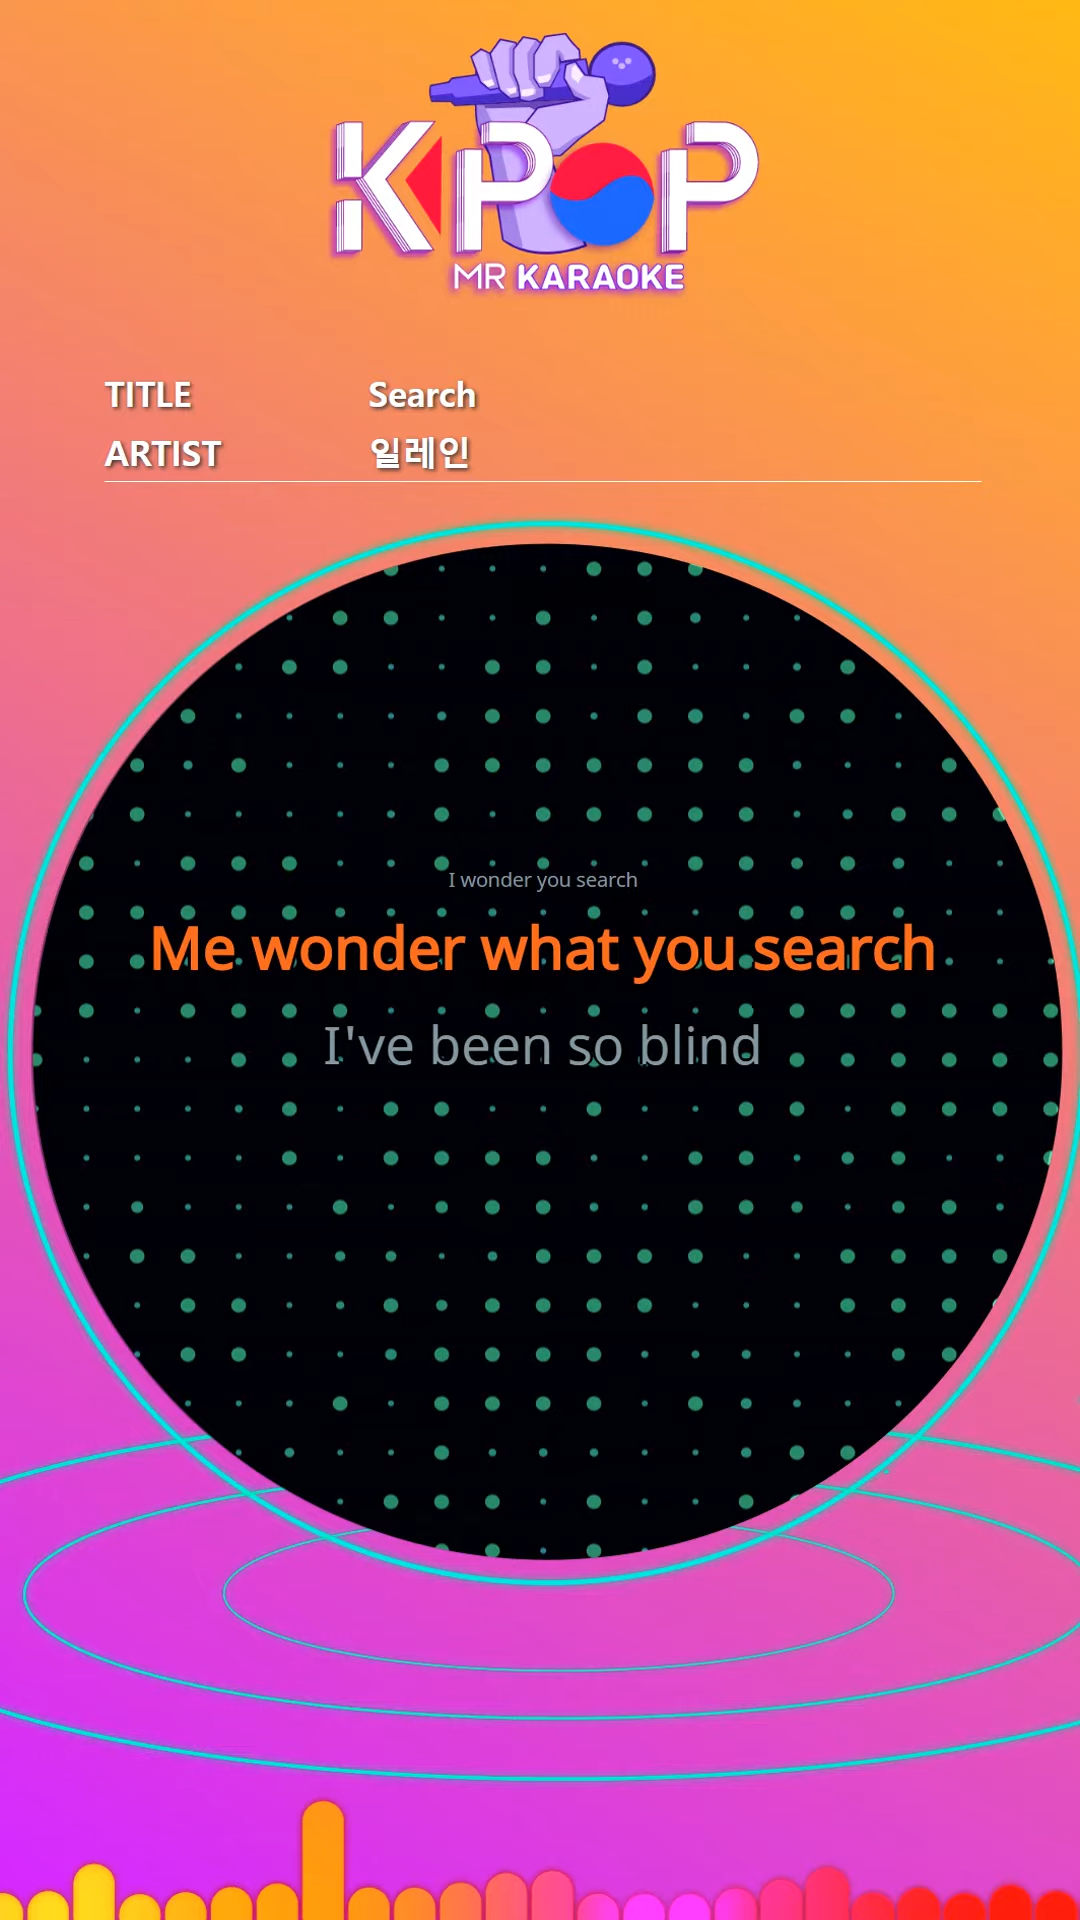 KPOP
MR KARAOKE
TITLE Search
ARTIST 일레인
I wonder you search
Me wonder what you search
I've been so blind